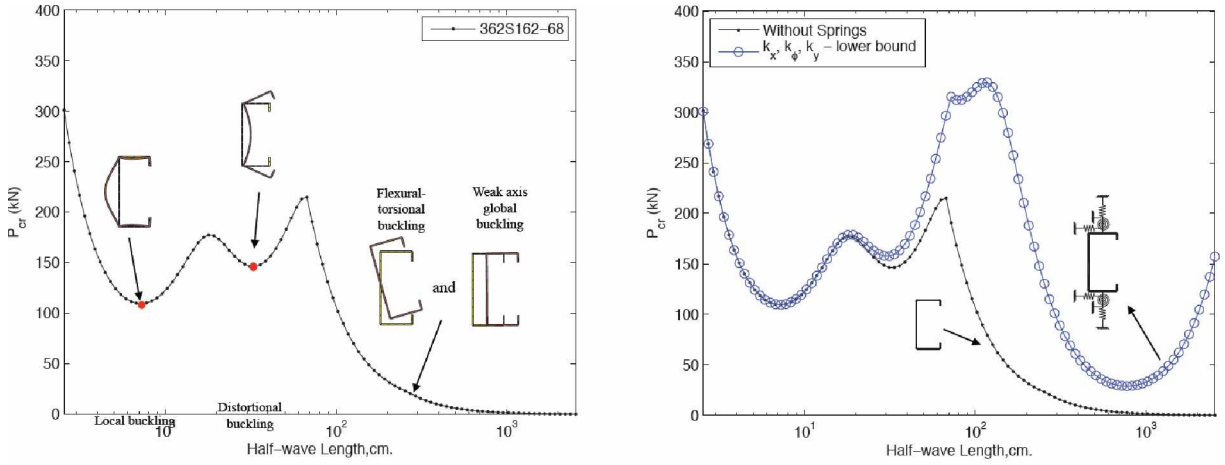 400
350
300
250
200
150
100
50
0
P_cr (kN)
362S162-68
Flexural-
torsional
buckling
Weak axis
global
buckling
and
Local buckling
Distortional
buckling
10^1
10^2
10^3
Half-wave Length,cm.
400
350
300
250
200
150
100
50
0
P_cr (kN)
Without Springs
k_x, k_ϕ, k_y - lower bound
10^1
10^2
10^3
Half-wave Length,cm.